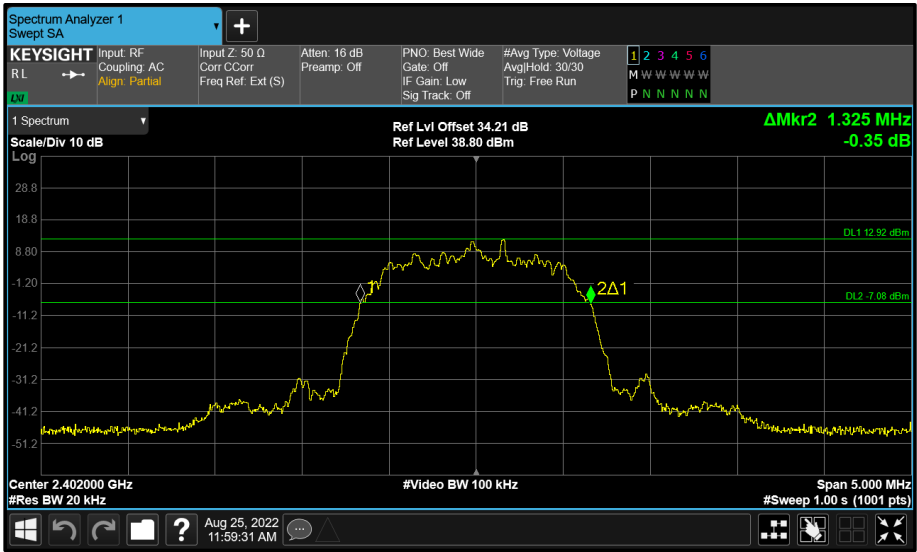 Spectrum Analyzer 1
Swept SA
+
KEYSIGHT
R L
LXI
Input: RF
Coupling: AC
Align: Partial
Input Z: 50 Ω
Corr CCorr
Freq Ref: Ext (S)
Atten: 16 dB
Preamp: Off
PNO: Best Wide
Gate: Off
IF Gain: Low
Sig Track: Off
#Avg Type: Voltage
Avg|Hold: 30/30
Trig: Free Run
1 2 3 4 5 6
M W W W W W
P N N N N N
1 Spectrum
Scale/Div 10 dB
Ref Lvl Offset 34.21 dB
Ref Level 38.80 dBm
ΔMkr2 1.325 MHz
-0.35 dB
Log
28.8
18.8
DL1 12.92 dBm
8.80
-1.20
1
2Δ1
DL2 -7.08 dBm
-11.2
-21.2
-31.2
-41.2
-51.2
Center 2.402000 GHz
#Video BW 100 kHz
Span 5.000 MHz
#Res BW 20 kHz
#Sweep 1.00 s (1001 pts)
?
Aug 25, 2022
11:59:31 AM